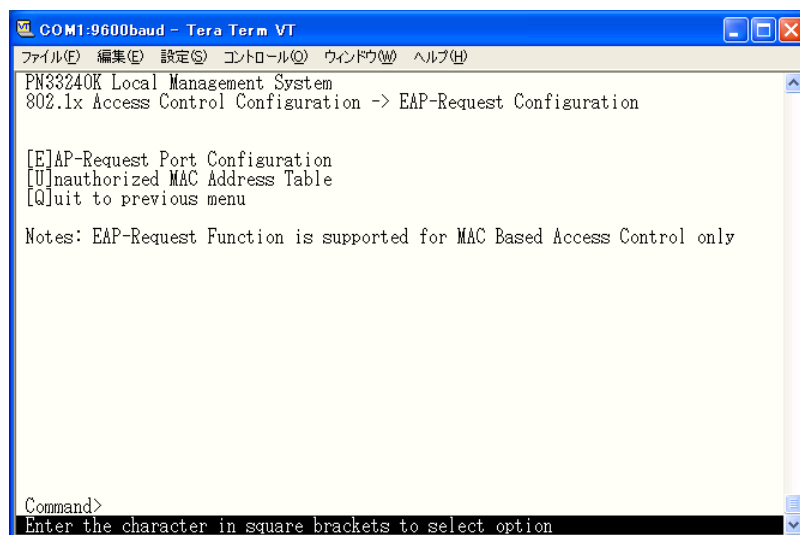 COM1:9600baud - Tera Term VT
ファイル(F) 編集(E) 設定(S) コントロール(O) ウィンドウ(W) ヘルプ(H)
PN33240K Local Management System
802.1x Access Control Configuration -> EAP-Request Configuration
[E]AP-Request Port Configuration
[U]nauthorized MAC Address Table
[Q]uit to previous menu
Notes: EAP-Request Function is supported for MAC Based Access Control only
Command>
Enter the character in square brackets to select option